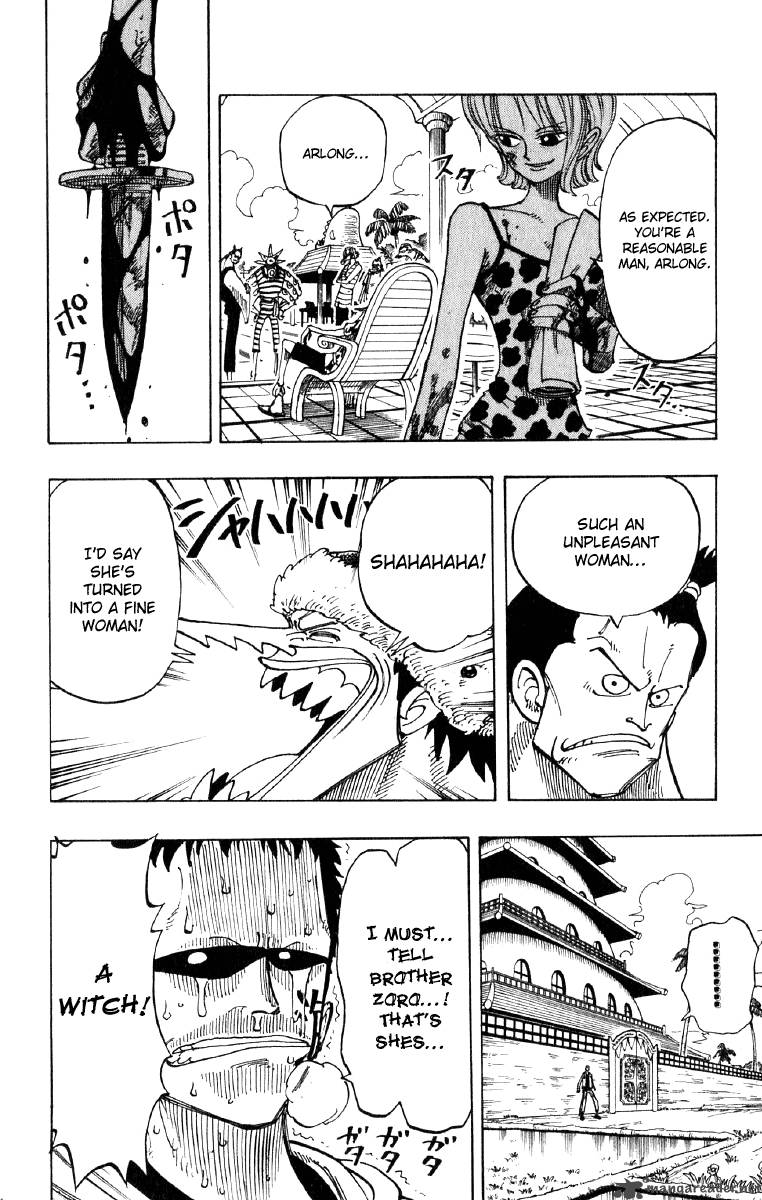 AS EXPECTED.
YOU'RE A
REASONABLE
MAN, ARLONG.
ARLONG...
スタ
スタ...
ポタ
ポタ...
SUCH AN
UNPLEASANT
WOMAN...
SHAHAHAHA!
シャハハハハ
I'D SAY
SHE'S
TURNED
INTO A FINE
WOMAN!
I MUST...
TELL
BROTHER
ZORO...!
THAT'S
SHES...
A
WITCH!
ガタ
ガタ
ガタ